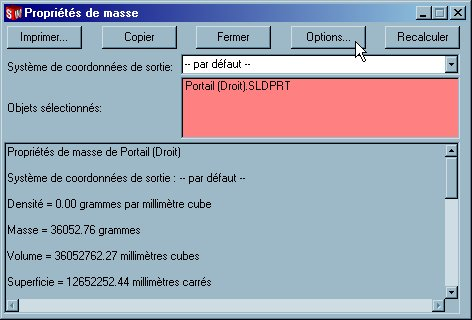 SW Propriétés de masse
Imprimer... Copier Fermer Options... Recalculer
Système de coordonnées de sortie: -- par défaut --
Objets sélectionnés: Portail (Droit).SLDPRT
Propriétés de masse de Portail (Droit)
Système de coordonnées de sortie : -- par défaut --
Densité = 0.00 grammes par millimètre cube
Masse = 36052.76 grammes
Volume = 36052762.27 millimètres cubes
Superficie = 12652252.44 millimètres carrés